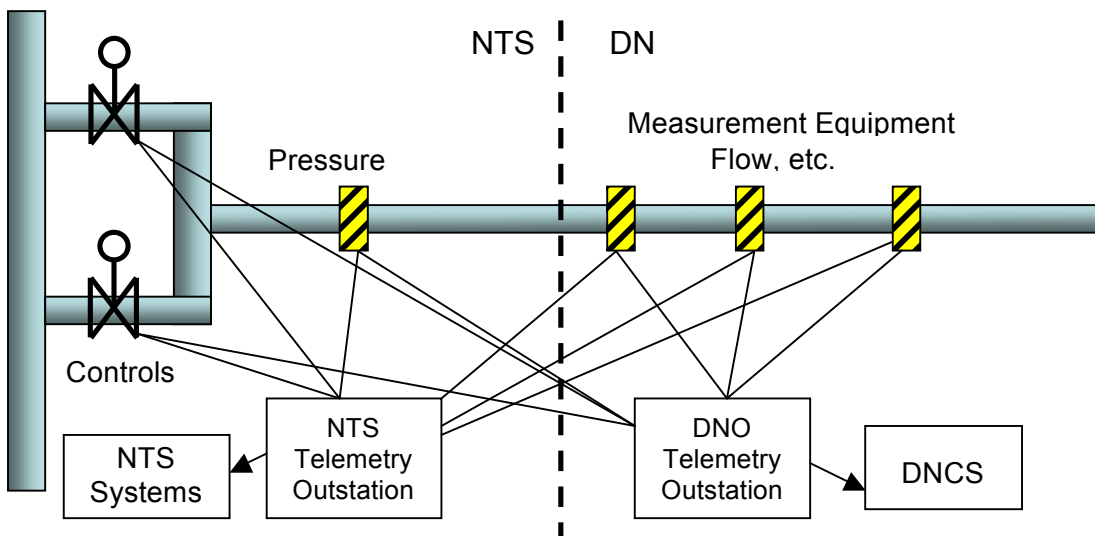 NTS
DN
Measurement Equipment
Flow, etc.
Pressure
Controls
NTS
Systems
NTS
Telemetry
Outstation
DNO
Telemetry
Outstation
DNCS